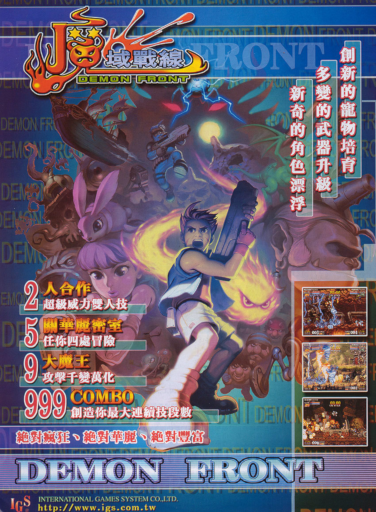 魔域戰線
DEMON FRONT
創新的寵物培育
多變的武器升級
新奇的角色漂浮
2 人合作
超級威力雙人技
5 關華麗密室
任你四處冒險
9 大魔王
攻擊千變萬化
999 COMBO
創造你最大連續技段數
絕對瘋狂、絕對華麗、絕對豐富
DEMON FRONT
IGS INTERNATIONAL GAMES SYSTEM CO., LTD.
http://www.igs.com.tw